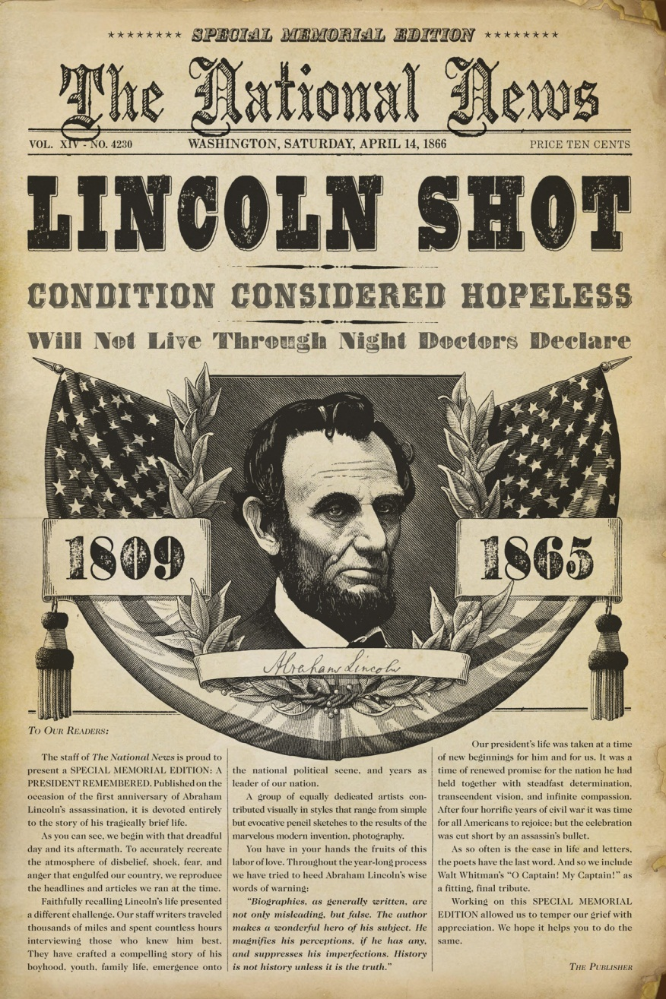 ******** SPECIAL MEMORIAL EDITION ********
The National News
VOL. XIV - NO. 4230 WASHINGTON, SATURDAY, APRIL 14, 1866 PRICE TEN CENTS
LINCOLN SHOT
CONDITION CONSIDERED HOPELESS
Will Not Live Through Night Doctors Declare
1809
1865
Abraham Lincoln
To Our Readers:
The staff of The National News is proud to
present a SPECIAL MEMORIAL EDITION: A
PRESIDENT REMEMBERED. Published on the
occasion of the first anniversary of Abraham
Lincoln's assassination, it is devoted entirely
to the story of his tragically brief life.
As you can see, we begin with that dreadful
day and its aftermath. To accurately recreate
the atmosphere of disbelief, shock, fear, and
anger that engulfed our country, we reproduce
the headlines and articles we ran at the time.
Faithfully recalling Lincoln's life presented
a different challenge. Our staff writers traveled
thousands of miles and spent countless hours
interviewing those who knew him best.
They have crafted a compelling story of his
boyhood, youth, family life, emergence onto
the national political scene, and years as
leader of our nation.
A group of equally dedicated artists con-
tributed visually in styles that range from simple
but evocative pencil sketches to the results of the
marvelous modern invention, photography.
You have in your hands the fruits of this
labor of love. Throughout the year-long process
we have tried to heed Abraham Lincoln's wise
words of warning:
"Biographies, as generally written, are
not only misleading, but false. The author
makes a wonderful hero of his subject. He
magnifies his perceptions, if he has any,
and suppresses his imperfections. History
is not history unless it is the truth."
Our president's life was taken at a time
of new beginnings for him and for us. It was a
time of renewed promise for the nation he had
held together with steadfast determination,
transcendent vision, and infinite compassion.
After four horrific years of civil war it was time
for all Americans to rejoice; but the celebration
was cut short by an assassin's bullet.
As so often is the case in life and letters,
the poets have the last word. And so we include
Walt Whitman's "O Captain! My Captain!" as
a fitting, final tribute.
Working on this SPECIAL MEMORIAL
EDITION allowed us to temper our grief with
appreciation. We hope it helps you to do the
same.
The Publisher